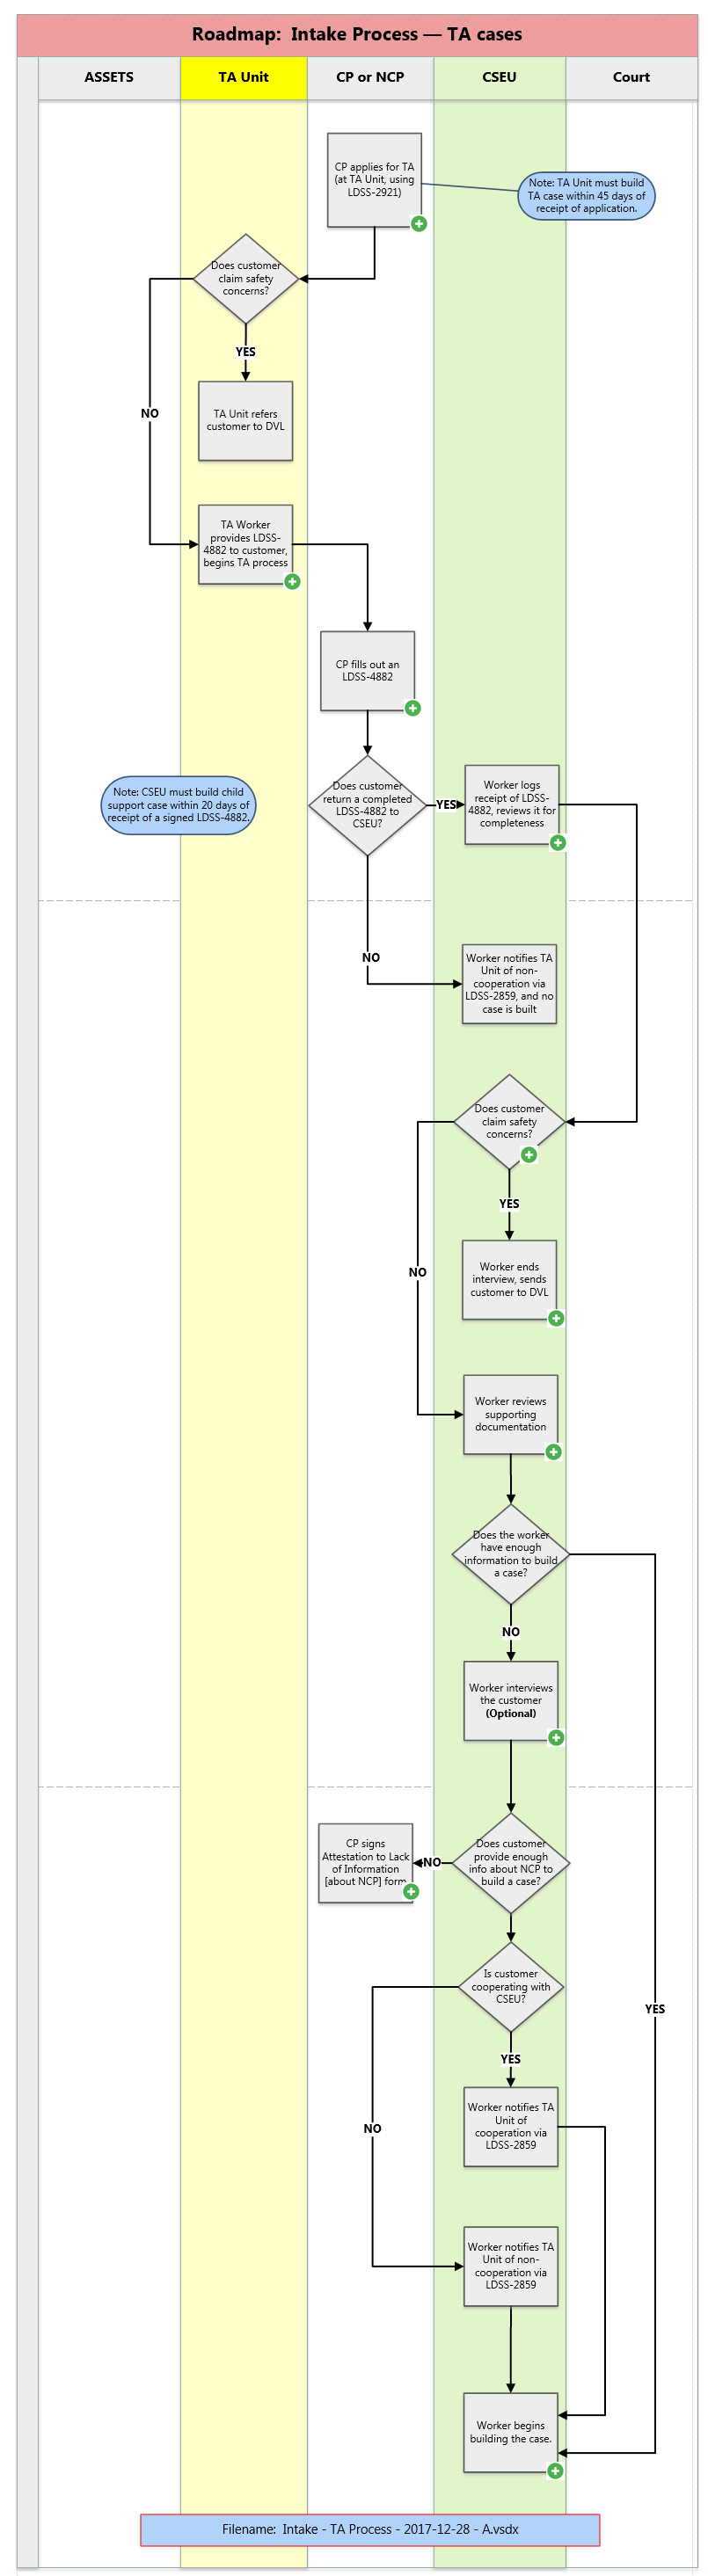 Roadmap:  Intake Process — TA cases
ASSETS
TA Unit
CP or NCP
CSEU
Court
CP applies for TA
(at TA Unit, using
LDSS-2921)
Note: TA Unit must build
TA case within 45 days of
receipt of application.
Does customer
claim safety
concerns?
YES
NO
TA Unit refers
customer to DVL
TA Worker
provides LDSS-
4882 to customer,
begins TA process
CP fills out an
LDSS-4882
Note: CSEU must build child
support case within 20 days of
receipt of a signed LDSS-4882.
Does customer
return a completed
LDSS-4882 to
CSEU?
YES
Worker logs
receipt of LDSS-
4882, reviews it for
completeness
NO
Worker notifies TA
Unit of non-
cooperation via
LDSS-2859, and no
case is built
Does customer
claim safety
concerns?
YES
NO
Worker ends
interview, sends
customer to DVL
Worker reviews
supporting
documentation
Does the worker
have enough
information to build
a case?
NO
Worker interviews
the customer
(Optional)
CP signs
Attestation to Lack
of Information
[about NCP] form
NO
Does customer
provide enough
info about NCP to
build a case?
Is customer
cooperating with
CSEU?
YES
YES
Worker notifies TA
Unit of
cooperation via
LDSS-2859
NO
Worker notifies TA
Unit of non-
cooperation via
LDSS-2859
Worker begins
building the case.
Filename:  Intake - TA Process - 2017-12-28 - A.vsdx